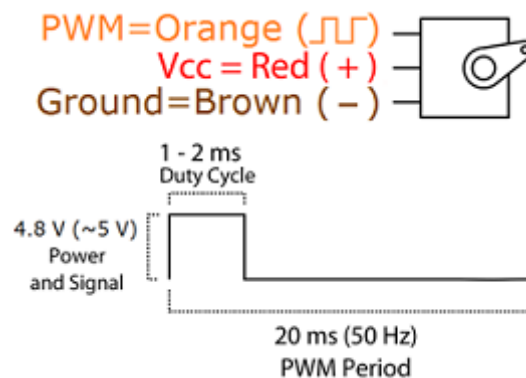 PWM=Orange (⎍⎍)
Vcc = Red (+)
Ground=Brown (−)
1 - 2 ms
Duty Cycle
4.8 V (~5 V)
Power
and Signal
20 ms (50 Hz)
PWM Period